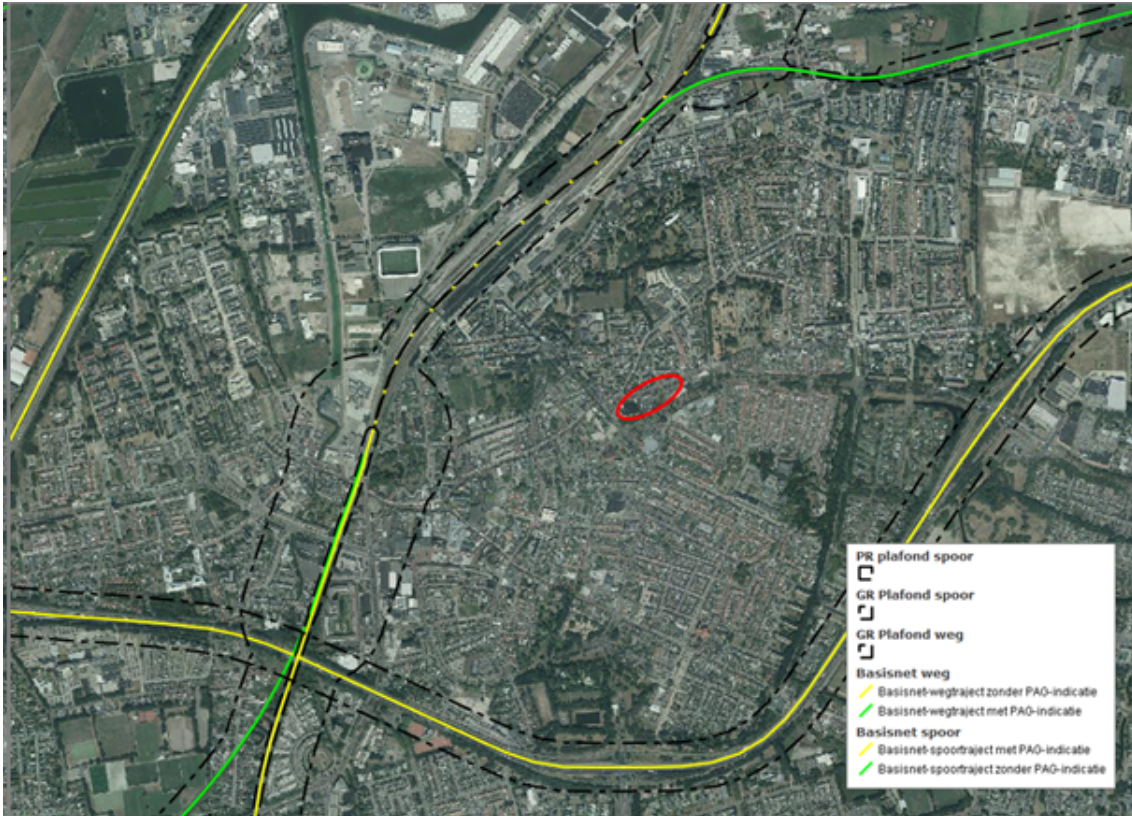 PR plafond spoor
GR Plafond spoor
GR Plafond weg
Basisnet weg
Basisnet-wegtraject zonder PAG-indicatie
Basisnet-wegtraject met PAG-indicatie
Basisnet spoor
Basisnet-spoortraject met PAG-indicatie
Basisnet-spoortraject zonder PAG-indicatie